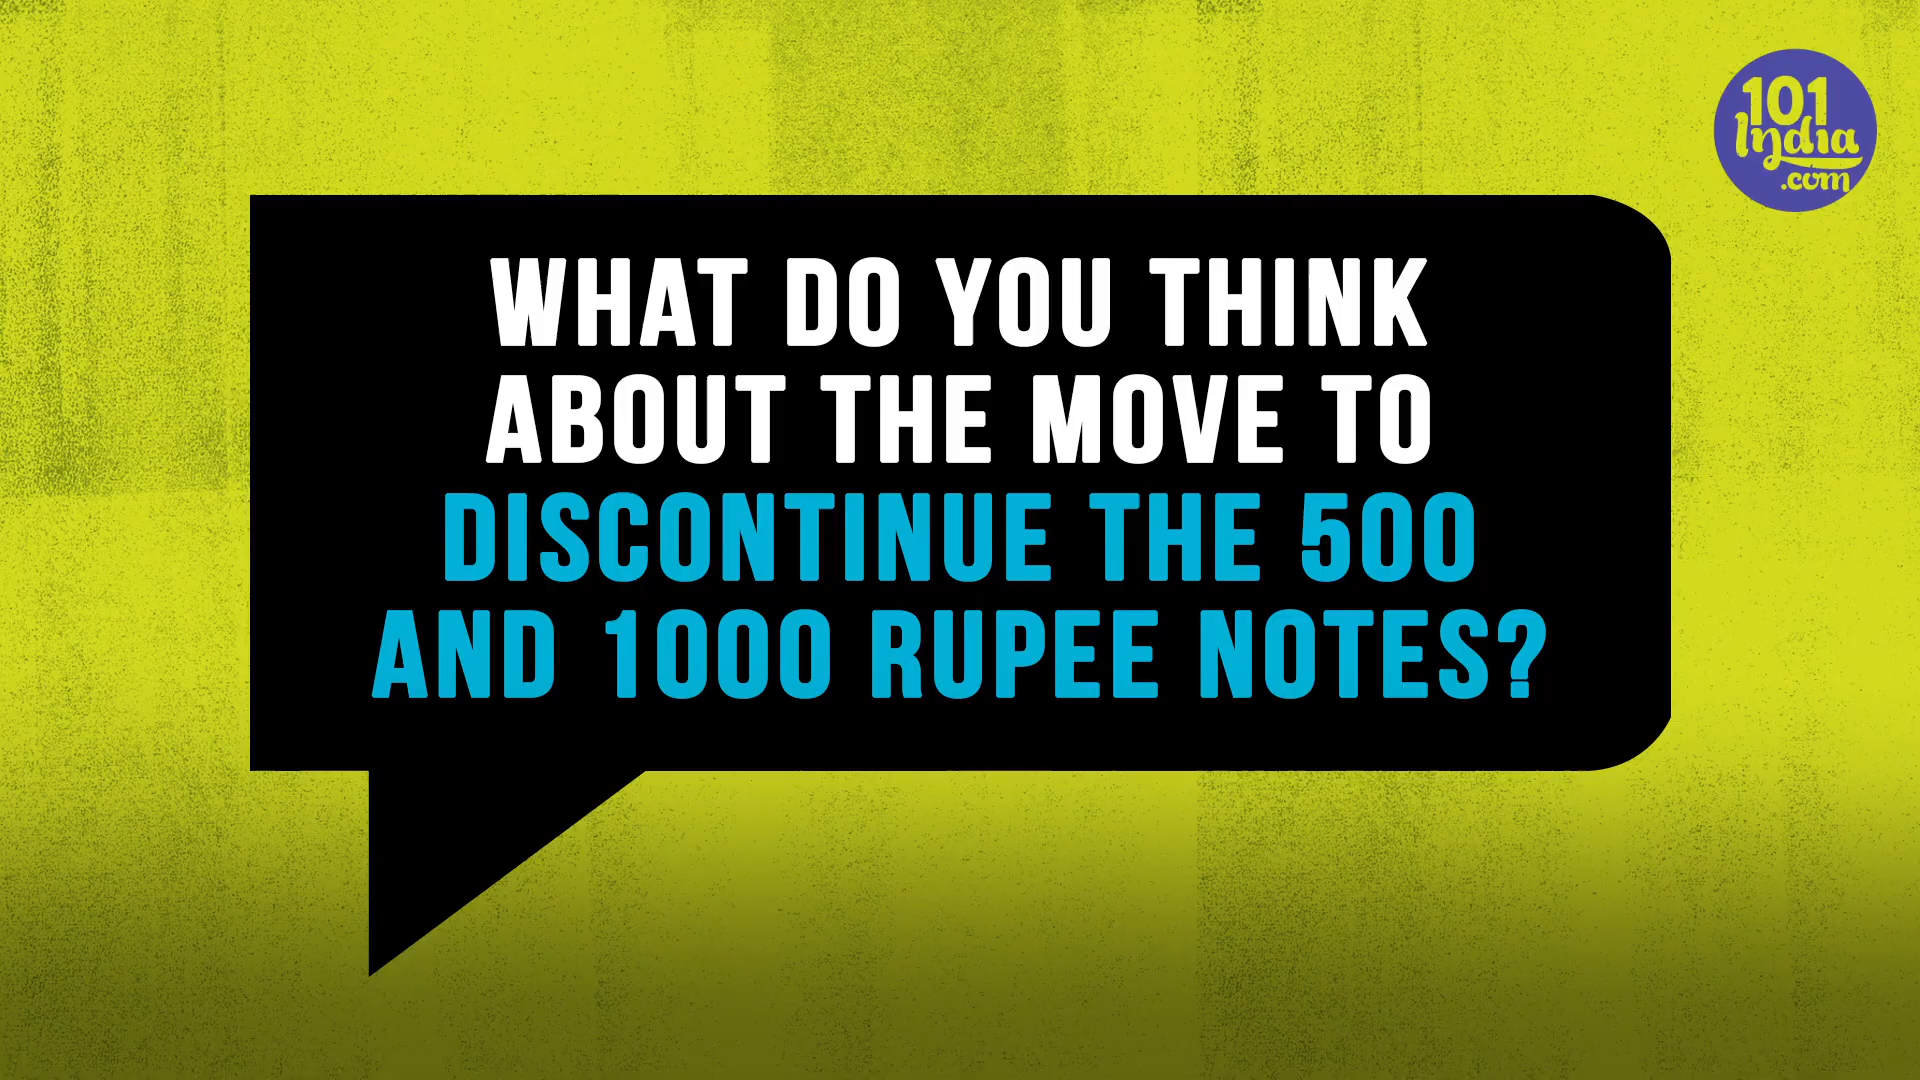 101
India
.com
WHAT DO YOU THINK
ABOUT THE MOVE TO
DISCONTINUE THE 500
AND 1000 RUPEE NOTES?